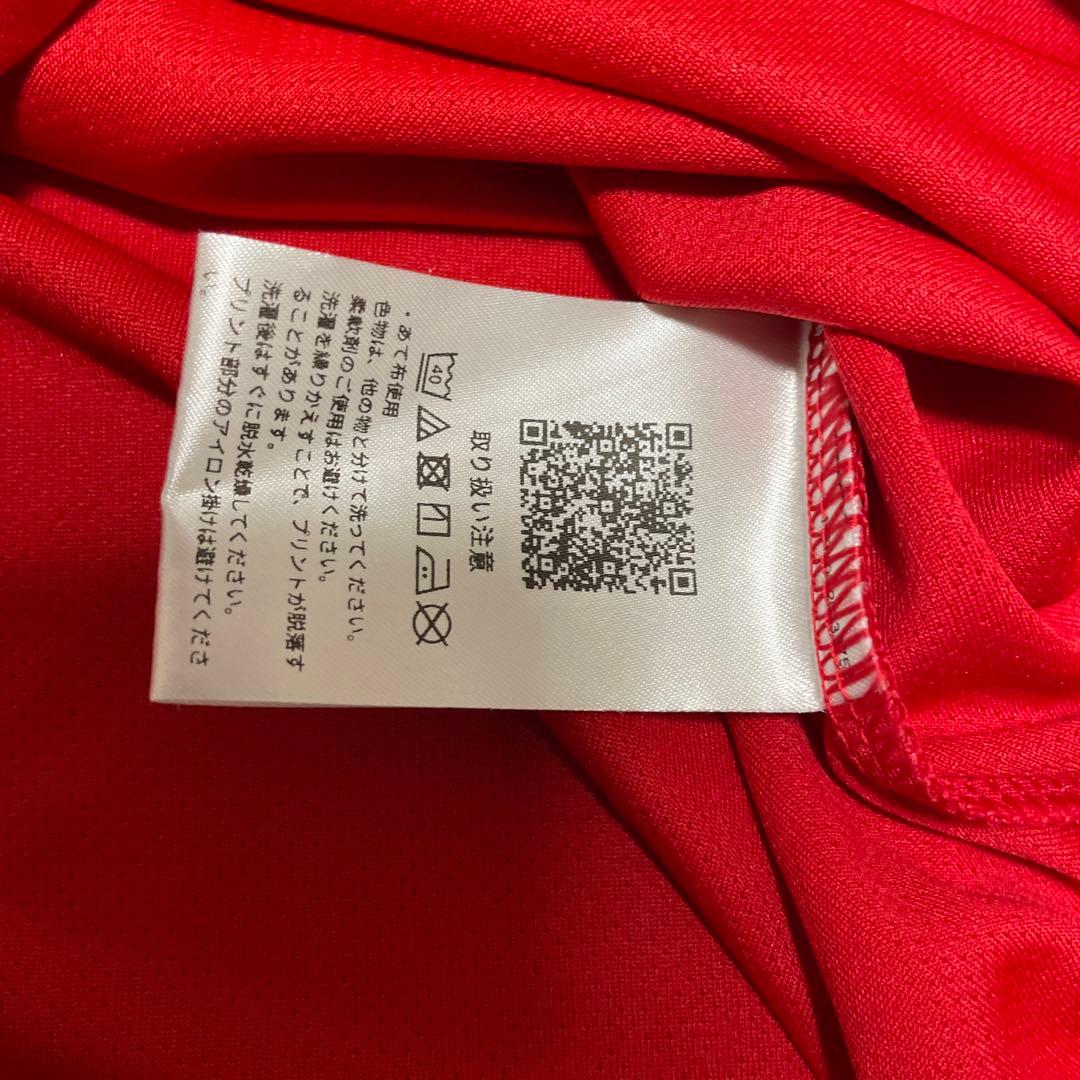 取り扱い注意
40
・あて布使用
色物は、他の物と分けて洗ってください。
柔軟剤のご使用はお避けください。
洗濯を繰りかえすことで、プリントが脱落す
ることがあります。
洗濯後はすぐに脱水乾燥してください。
プリント部分のアイロン掛けは避けてくださ
い。